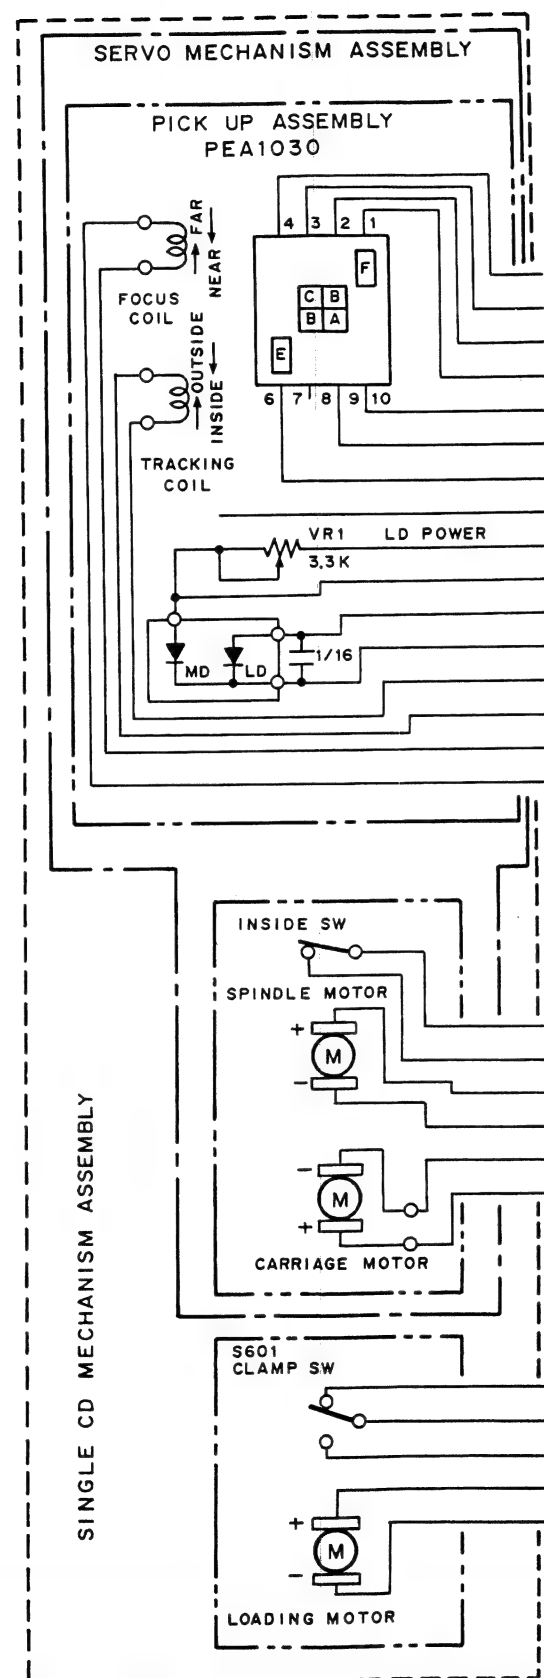 SERVO MECHANISM ASSEMBLY
PICK UP ASSEMBLY
PEA1030
4 3 2 1
FAR
NEAR
FOCUS
COIL
F
C B
B A
E
OUTSIDE
INSIDE
6 7 8 9 10
TRACKING
COIL
VR1 LD POWER
3.3K
1/16
MD LD
INSIDE SW
SPINDLE MOTOR
+
M
-
-
M
+
CARRIAGE MOTOR
SINGLE CD MECHANISM ASSEMBLY
S601
CLAMP SW
+
M
-
LOADING MOTOR